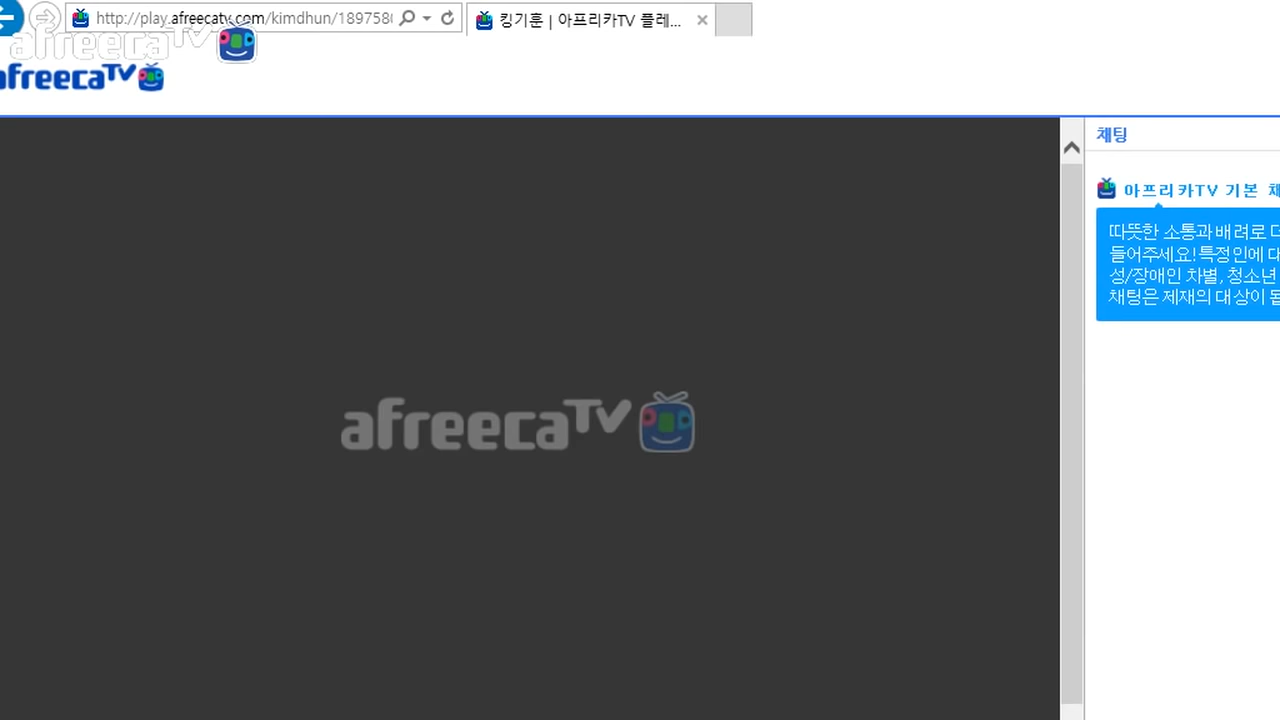 http://play.afreecatv.com/kimdhun/189758
킹기훈 | 아프리카TV 플레...
afreecaTV
afreecaTV
채팅
아프리카TV 기본
따뜻한 소통과 배려로
들어주세요! 특정인에
성/장애인 차별, 청소년
채팅은 제재의 대상이
afreecaTV